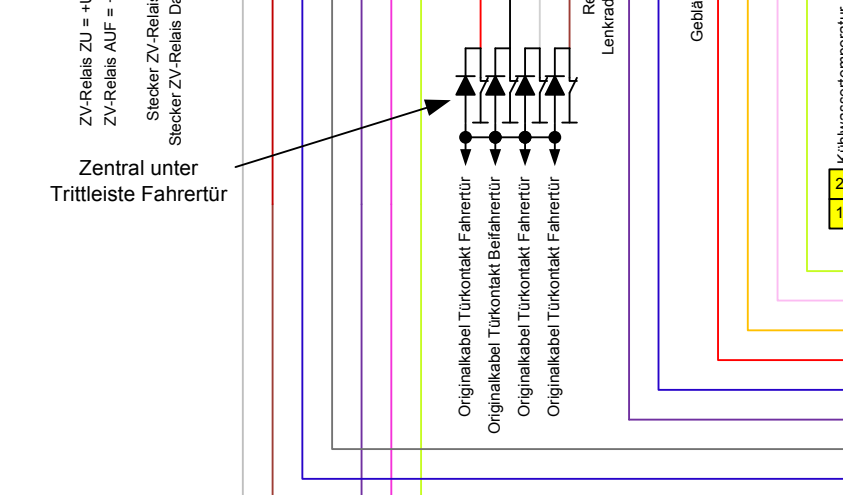 ZV-Relais ZU = +
ZV-Relais AUF =
Stecker ZV-Relais
Stecker ZV-Relais
Zentral unter
Trittleiste Fahrertür
Originalkabel Türkontakt Fahrertür
Originalkabel Türkontakt Beifahrertür
Originalkabel Türkontakt Fahrertür
Originalkabel Türkontakt Fahrertür
Lenkrad
2
1